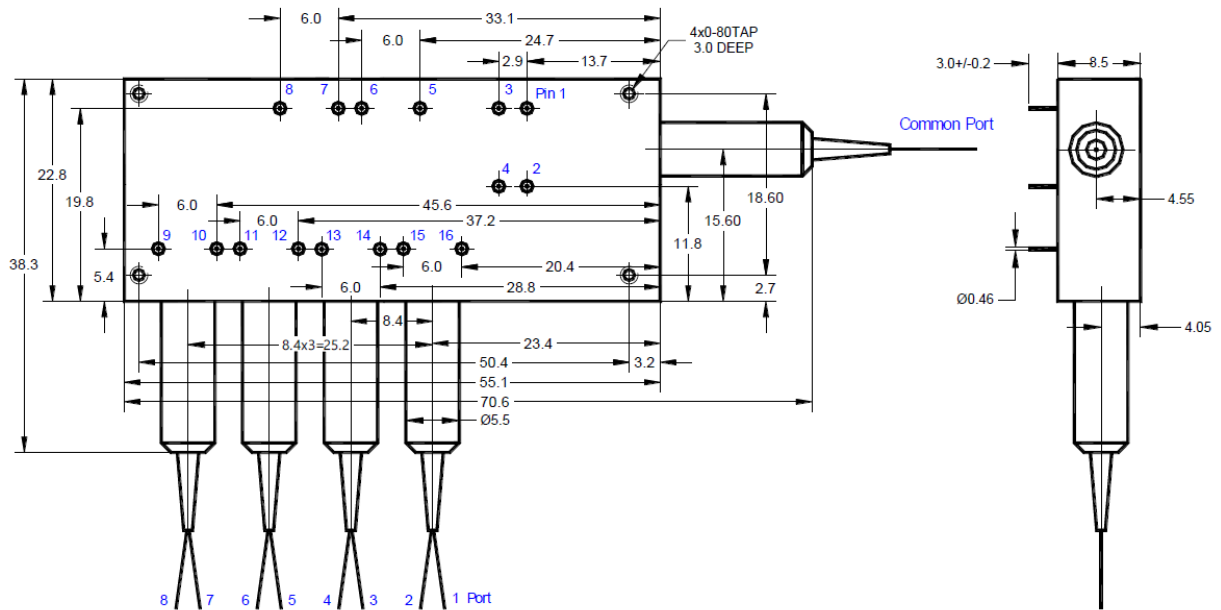 6.0 33.1
6.0 24.7
2.9 13.7
4x0-80TAP
3.0 DEEP
3.0+/-0.2 8.5
8 7 6 5 3 Pin 1
Common Port
4 2
38.3 22.8 19.8 5.4
6.0 45.6
6.0 37.2
18.60
15.60
11.8
4.55
9 10 11 12 13 14 15 16
6.0 20.4
6.0 28.8
2.7
Ø0.46
8.4
8.4x3=25.2 23.4
50.4 3.2
55.1
70.6
Ø5.5
4.05
8 7 6 5 4 3 2 1 Port